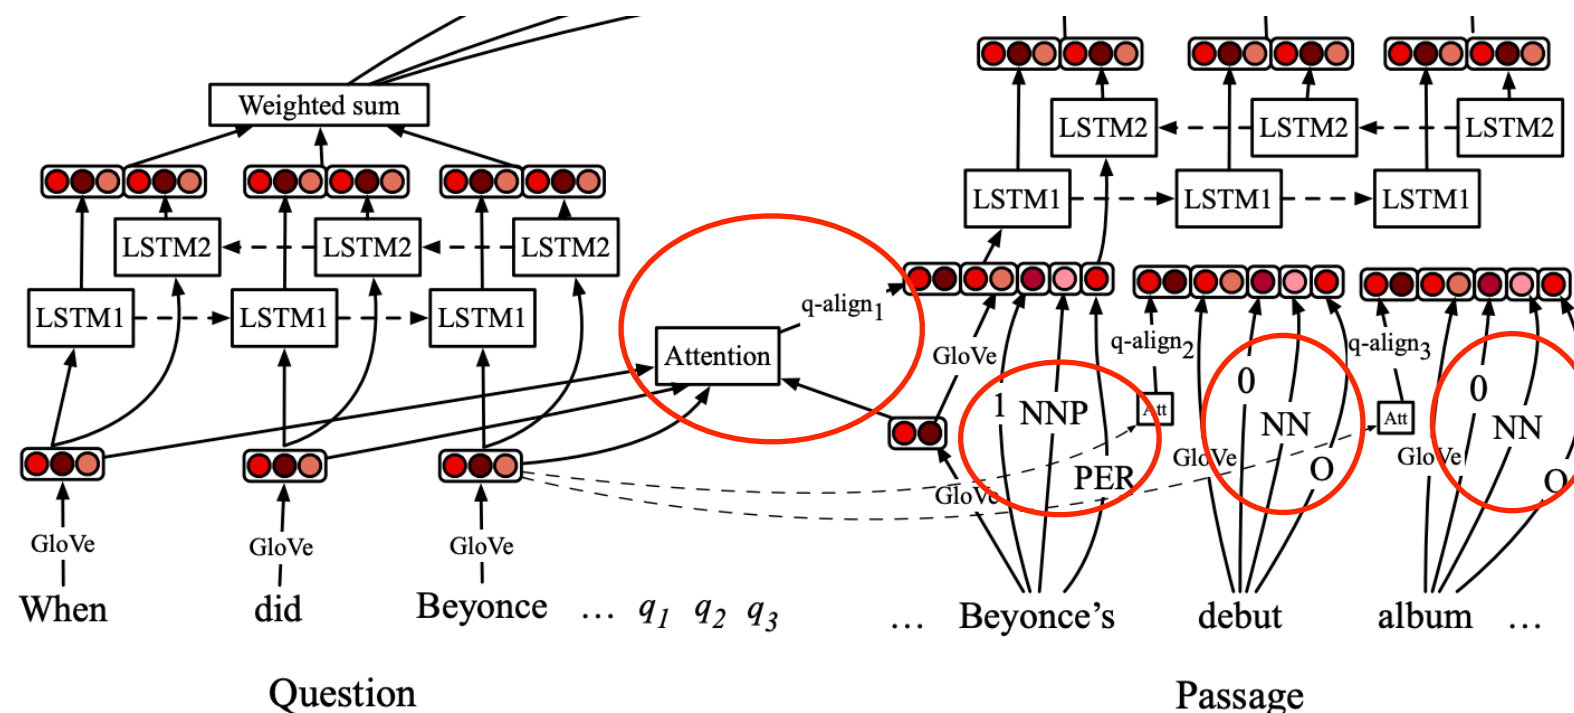 Weighted sum
LSTM2 LSTM2 LSTM2
LSTM1 LSTM1 LSTM1
GloVe GloVe GloVe
When did Beyonce … q1 q2 q3
Question
Attention
q-align1
LSTM2 LSTM2 LSTM2
LSTM1 LSTM1 LSTM1
GloVe 1 NNP PER
GloVe
q-align2
Att
GloVe 0 NN O
q-align3
Att
GloVe 0 NN O
… Beyonce’s debut album …
Passage